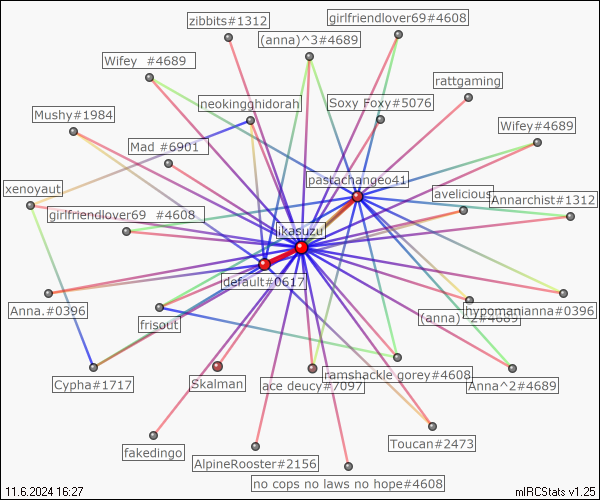 zibbits#1312
girlfriendlover69#4608
(anna)^3#4689
Wifey  #4689
rattgaming
neokingghidorah
Soxy Foxy#5076
Mushy#1984
Wifey#4689
Mad #6901
pastachangeo41
xenoyaut
avelicious
Annarchist#1312
girlfriendlover69  #4608
ikasuzu
default#0617
Anna.#0396
hypomanianna#0396
(anna)^2#4689
frisout
Cypha#1717
Skalman
ace deucy#7097
ramshackle gorey#4608
Anna^2#4689
fakedingo
Toucan#2473
AlpineRooster#2156
no cops no laws no hope#4608
11.6.2024 16:27
mIRCStats v1.25